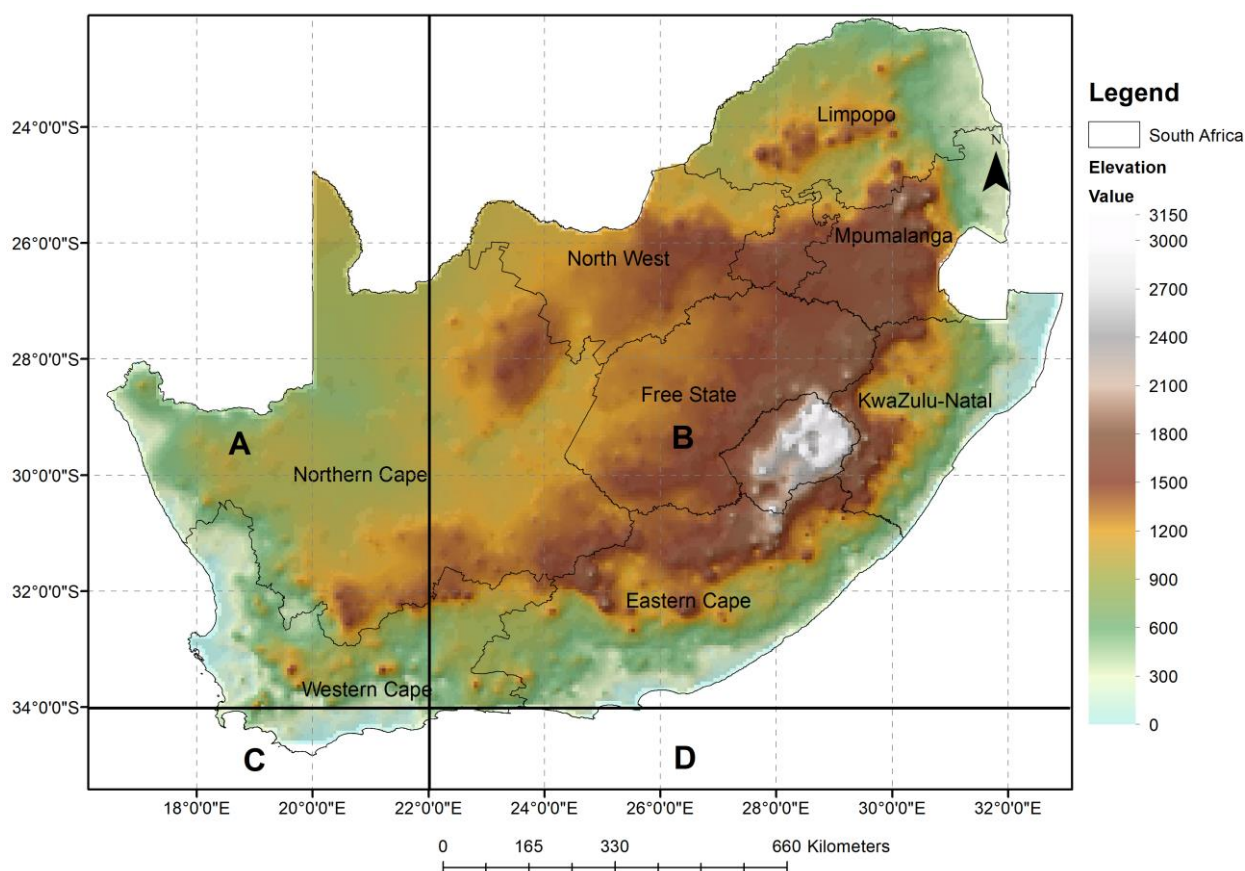 24°0'0"S
26°0'0"S
28°0'0"S
30°0'0"S
32°0'0"S
34°0'0"S
Limpopo
North West
Mpumalanga
Free State
KwaZulu-Natal
A
B
Northern Cape
Eastern Cape
Western Cape
C
D
N
18°0'0"E
20°0'0"E
22°0'0"E
24°0'0"E
26°0'0"E
28°0'0"E
30°0'0"E
32°0'0"E
0 165 330 660 Kilometers
Legend
South Africa
Elevation
Value
3150
3000
2700
2400
2100
1800
1500
1200
900
600
300
0